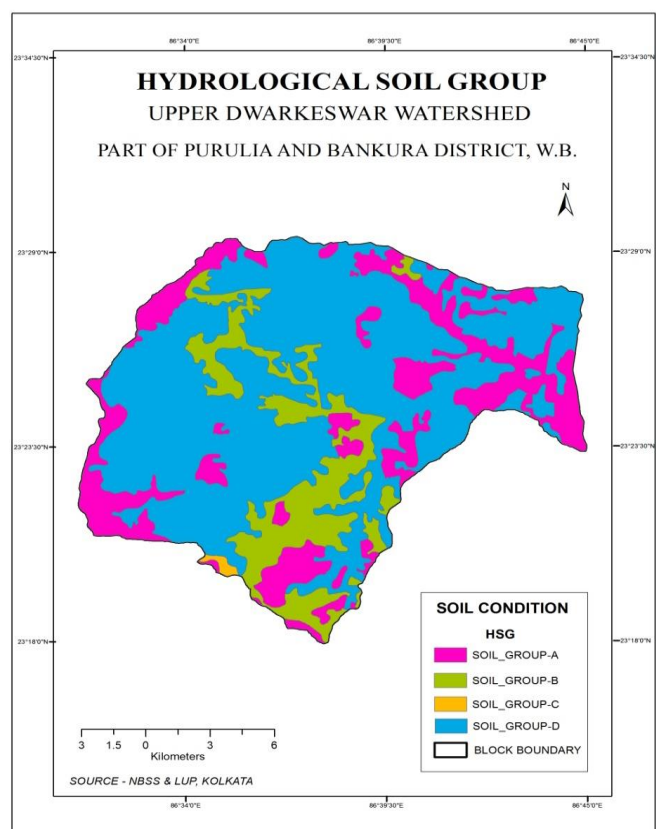 86°34'0"E 86°39'30"E 86°45'0"E
23°34'30"N 23°34'30"N
HYDROLOGICAL SOIL GROUP
UPPER DWARKESWAR WATERSHED
PART OF PURULIA AND BANKURA DISTRICT, W.B.
N
23°29'0"N 23°29'0"N
23°23'30"N 23°23'30"N
23°18'0"N 23°18'0"N
SOIL CONDITION
HSG
SOIL_GROUP-A
SOIL_GROUP-B
SOIL_GROUP-C
SOIL_GROUP-D
BLOCK BOUNDARY
3 1.5 0 3 6
Kilometers
SOURCE - NBSS & LUP, KOLKATA
86°34'0"E 86°39'30"E 86°45'0"E